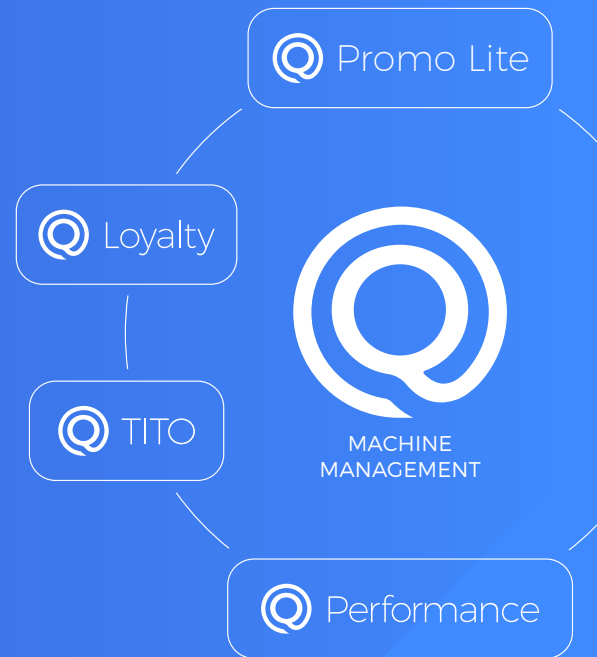 Promo Lite
Loyalty
TITO
MACHINE
MANAGEMENT
Performance